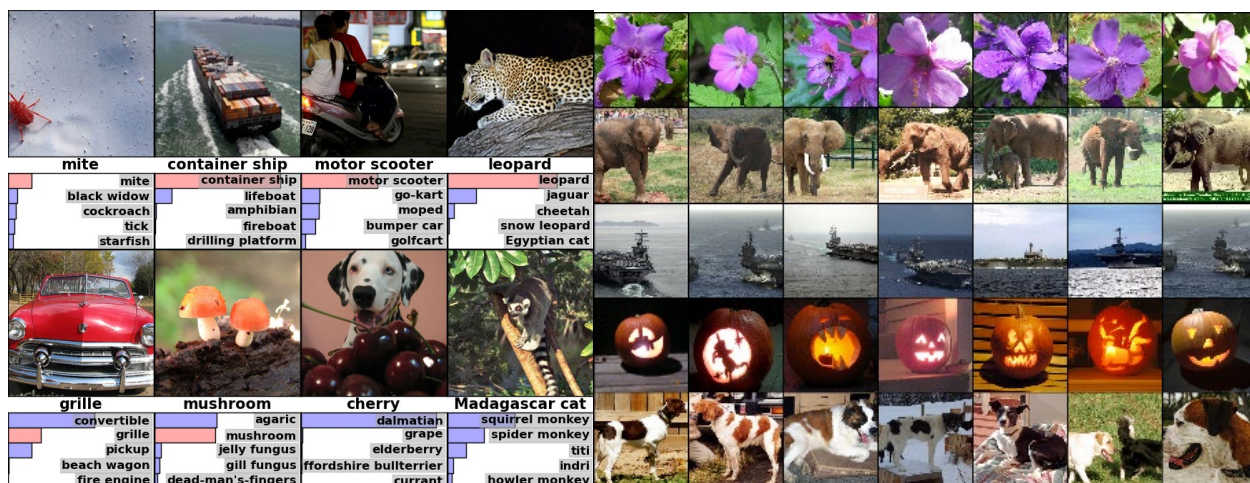 mite
container ship
motor scooter
leopard
mite
black widow
cockroach
tick
starfish
container ship
lifeboat
amphibian
fireboat
drilling platform
motor scooter
go-kart
moped
bumper car
golfcart
leopard
jaguar
cheetah
snow leopard
Egyptian cat
grille
mushroom
cherry
Madagascar cat
convertible
grille
pickup
beach wagon
fire engine
agaric
mushroom
jelly fungus
gill fungus
dead-man's-fingers
dalmatian
grape
elderberry
ffordshire bullterrier
currant
squirrel monkey
spider monkey
titi
indri
howler monkey